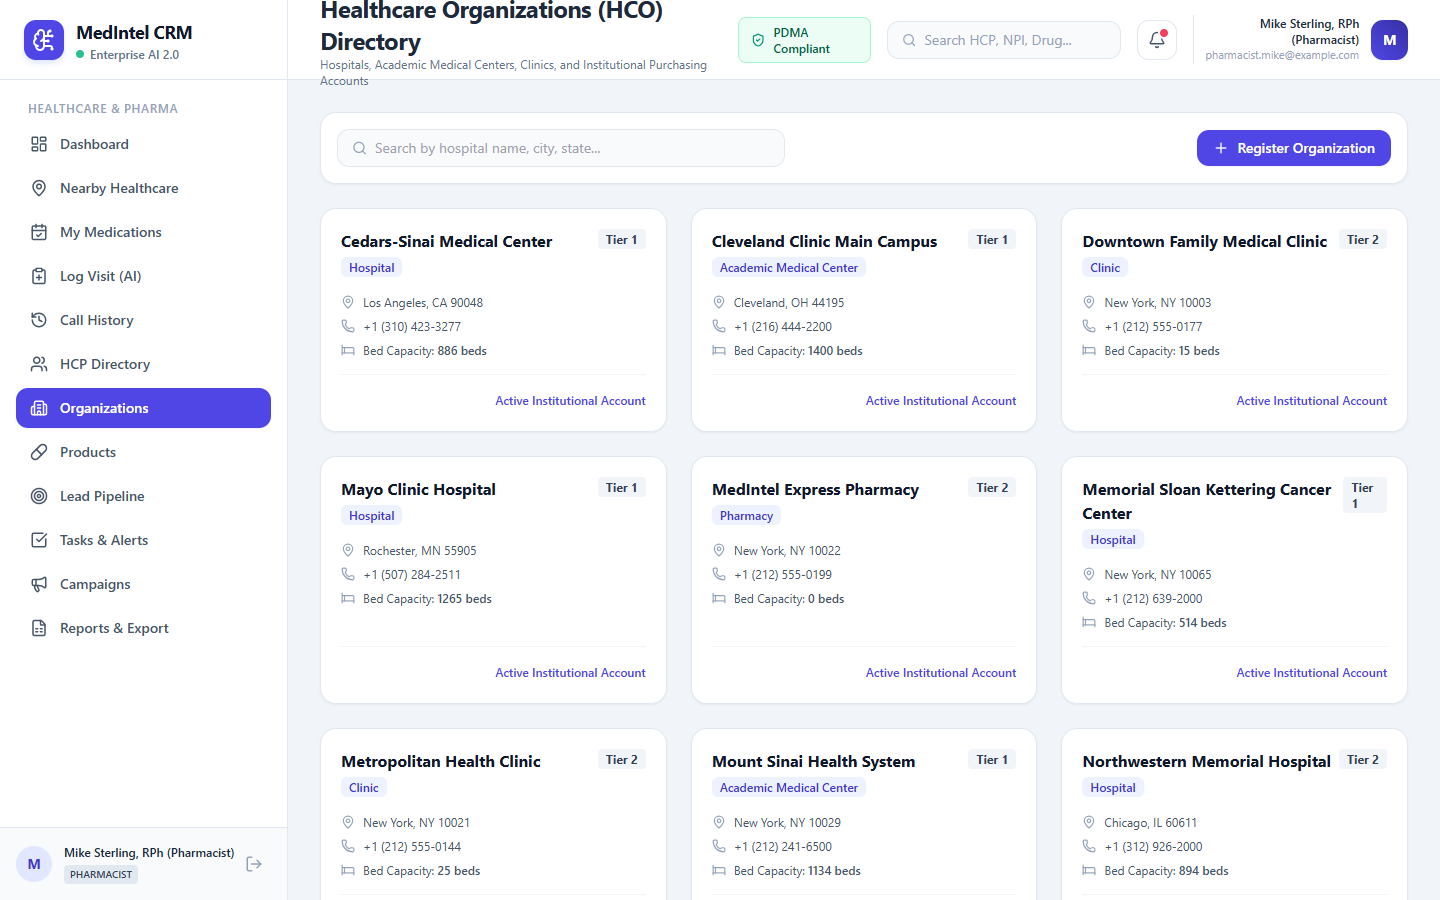 MedIntel CRM
Enterprise AI 2.0
HEALTHCARE & PHARMA
Dashboard
Nearby Healthcare
My Medications
Log Visit (AI)
Call History
HCP Directory
Organizations
Products
Lead Pipeline
Tasks & Alerts
Campaigns
Reports & Export
M
Mike Sterling, RPh (Pharmacist)
PHARMACIST
Healthcare Organizations (HCO)
Directory
Hospitals, Academic Medical Centers, Clinics, and Institutional Purchasing
Accounts
PDMA
Compliant
Search HCP, NPI, Drug...
Mike Sterling, RPh
(Pharmacist)
pharmacist.mike@example.com
M
Search by hospital name, city, state...
Register Organization
Cedars-Sinai Medical Center
Tier 1
Hospital
Los Angeles, CA 90048
+1 (310) 423-3277
Bed Capacity: 886 beds
Active Institutional Account
Cleveland Clinic Main Campus
Tier 1
Academic Medical Center
Cleveland, OH 44195
+1 (216) 444-2200
Bed Capacity: 1400 beds
Active Institutional Account
Downtown Family Medical Clinic
Tier 2
Clinic
New York, NY 10003
+1 (212) 555-0177
Bed Capacity: 15 beds
Active Institutional Account
Mayo Clinic Hospital
Tier 1
Hospital
Rochester, MN 55905
+1 (507) 284-2511
Bed Capacity: 1265 beds
Active Institutional Account
MedIntel Express Pharmacy
Tier 2
Pharmacy
New York, NY 10022
+1 (212) 555-0199
Bed Capacity: 0 beds
Active Institutional Account
Memorial Sloan Kettering Cancer
Center
Tier
1
Hospital
New York, NY 10065
+1 (212) 639-2000
Bed Capacity: 514 beds
Active Institutional Account
Metropolitan Health Clinic
Tier 2
Clinic
New York, NY 10021
+1 (212) 555-0144
Bed Capacity: 25 beds
Mount Sinai Health System
Tier 1
Academic Medical Center
New York, NY 10029
+1 (212) 241-6500
Bed Capacity: 1134 beds
Northwestern Memorial Hospital
Tier 2
Hospital
Chicago, IL 60611
+1 (312) 926-2000
Bed Capacity: 894 beds